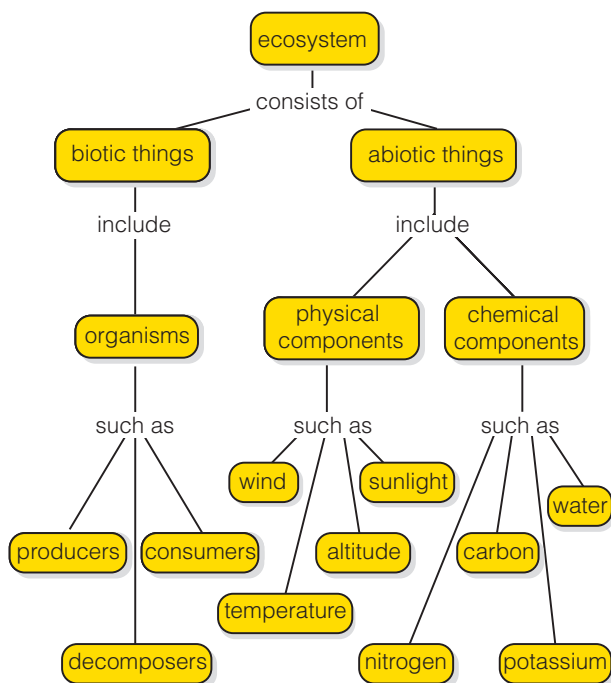 ecosystem
consists of
biotic things
abiotic things
include
include
organisms
physical
components
chemical
components
such as
such as
such as
wind
sunlight
water
producers
consumers
altitude
carbon
temperature
decomposers
nitrogen
potassium